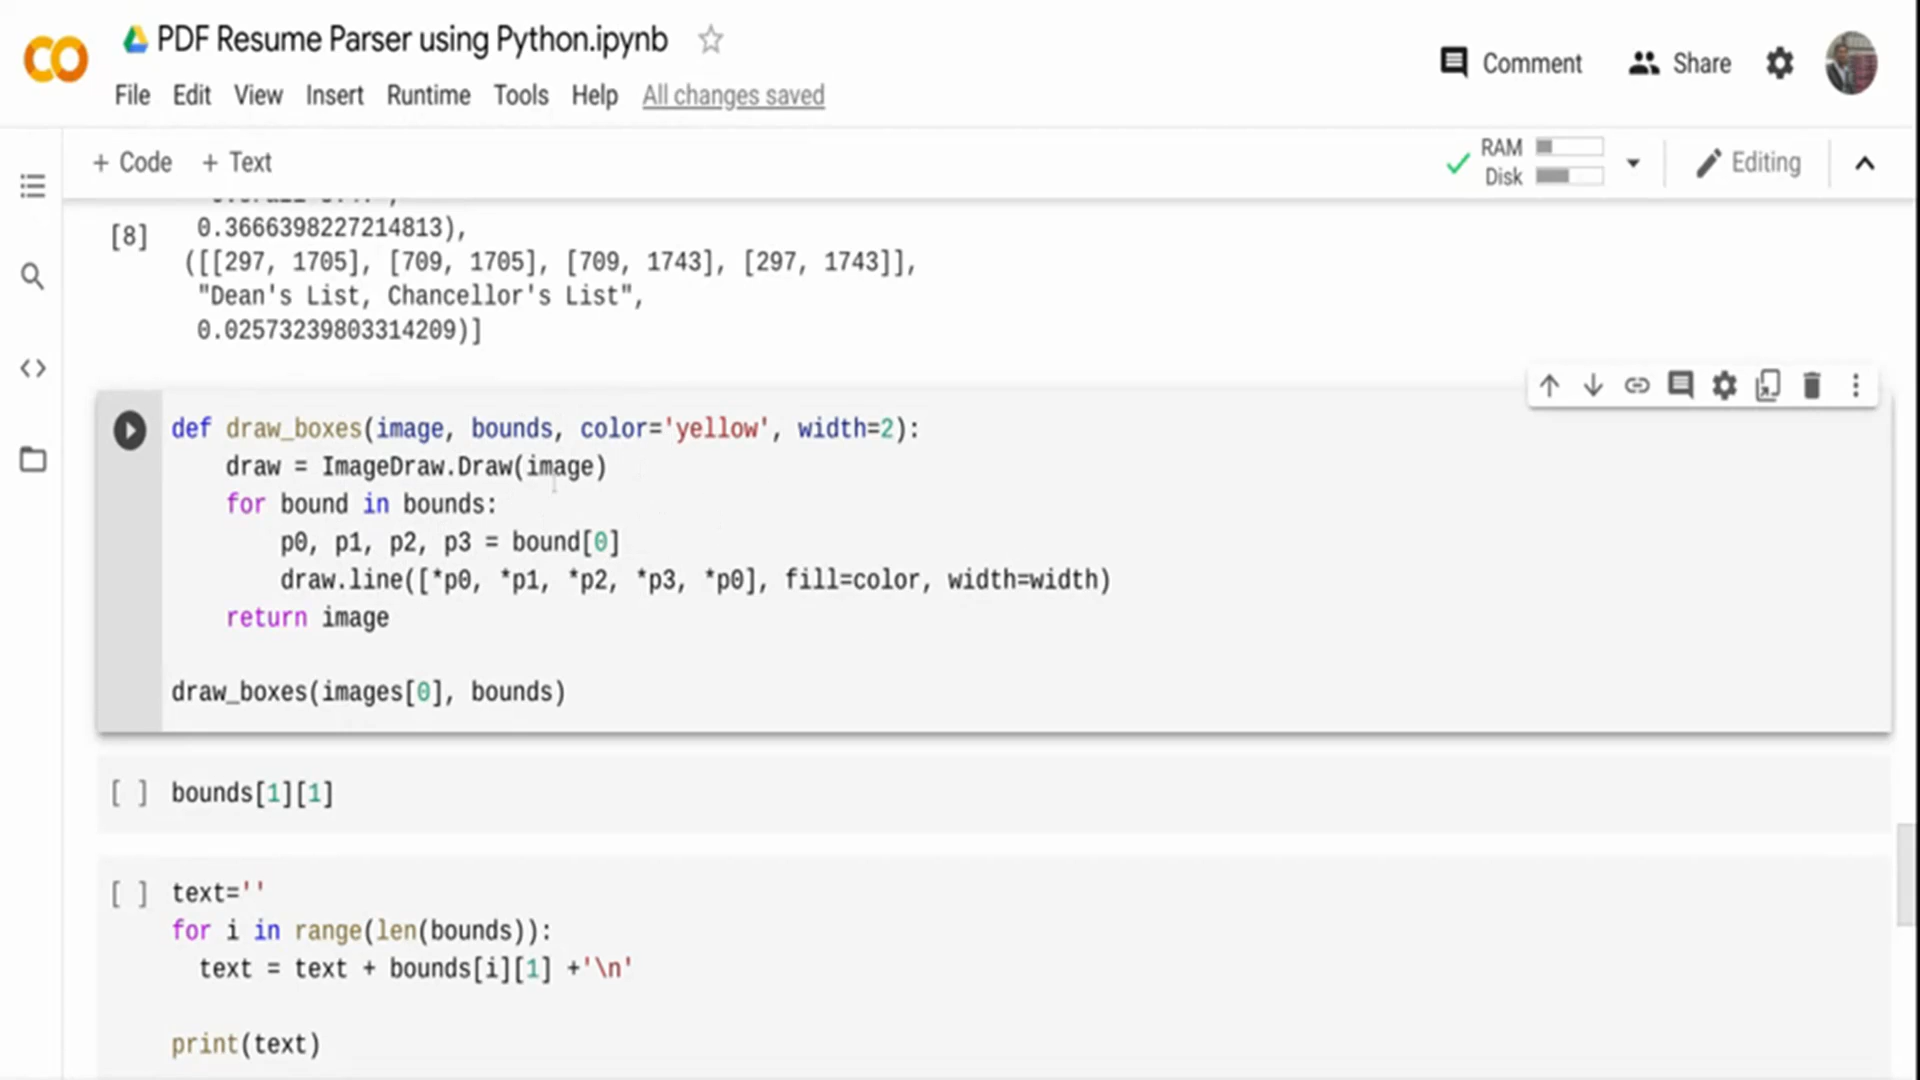 PDF Resume Parser using Python.ipynb
Comment
Share
File Edit View Insert Runtime Tools Help All changes saved
+ Code + Text
RAM
Disk
Editing
[8]
0.3666398227214813),
([[297, 1705], [709, 1705], [709, 1743], [297, 1743]],
"Dean's List, Chancellor's List",
0.02573239803314209)]
def draw_boxes(image, bounds, color='yellow', width=2):
draw = ImageDraw.Draw(image)
for bound in bounds:
p0, p1, p2, p3 = bound[0]
draw.line([*p0, *p1, *p2, *p3, *p0], fill=color, width=width)
return image
draw_boxes(images[0], bounds)
[ ] bounds[1][1]
[ ] text=''
for i in range(len(bounds)):
text = text + bounds[i][1] +'\n'
print(text)